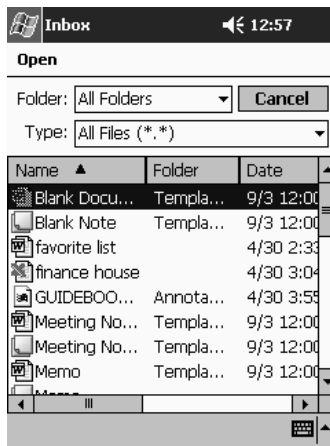 Inbox 12:57
Open
Folder: All Folders Cancel
Type: All Files (*.*)
Name Folder Date
Blank Docu... Templa... 9/3 12:00
Blank Note Templa... 9/3 12:00
favorite list 4/30 2:33
finance house 4/30 3:04
GUIDEBOO... Annota... 4/30 3:55
Meeting No... Templa... 9/3 12:00
Meeting No... Templa... 9/3 12:00
Memo Templa... 9/3 12:00